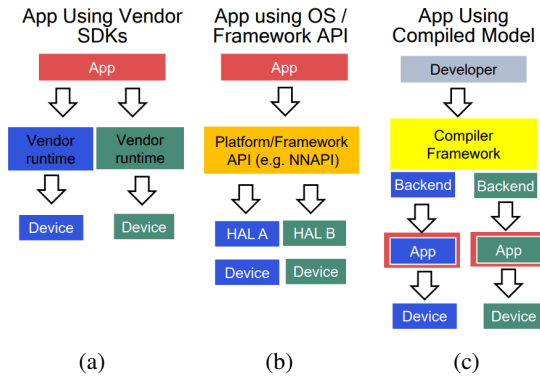 App Using Vendor
SDKs
App
Vendor
runtime
Vendor
runtime
Device
Device
(a)
App using OS /
Framework API
App
Platform/Framework
API (e.g. NNAPI)
HAL A
HAL B
Device
Device
(b)
App Using
Compiled Model
Developer
Compiler
Framework
Backend
Backend
App
App
Device
Device
(c)